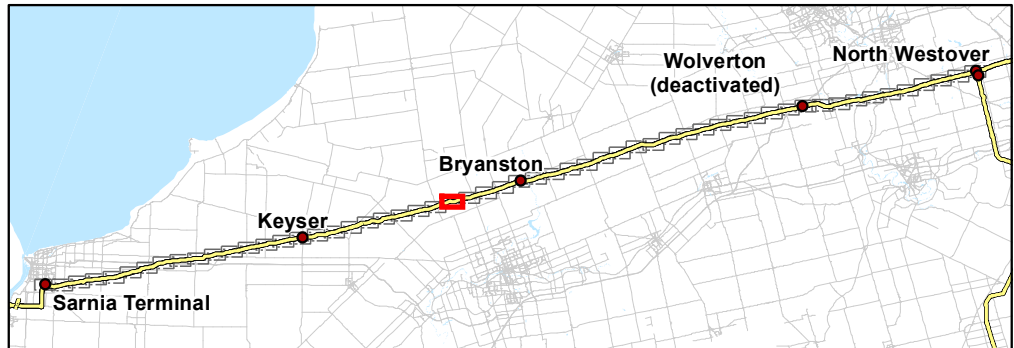 Wolverton
(deactivated)
North Westover
Bryanston
Keyser
Sarnia Terminal